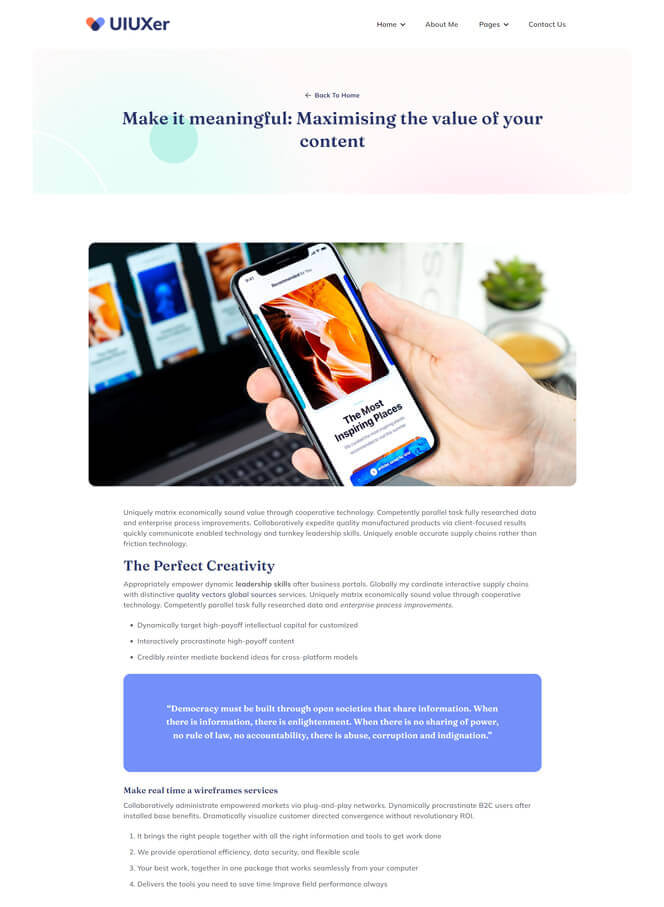 UIUXer
Home
About Me
Pages
Contact Us
← Back To Home
Make it meaningful: Maximising the value of your
content
9:41
Recommended for You
The Most
Inspiring Places
Uniquely matrix economically sound value through cooperative technology. Competently parallel task fully researched data
and enterprise process improvements. Collaboratively expedite quality manufactured products via client-focused results
quickly communicate enabled technology and turnkey leadership skills. Uniquely enable accurate supply chains rather than
friction technology.
The Perfect Creativity
Appropriately empower dynamic leadership skills after business portals. Globally my cardinate interactive supply chains
with distinctive quality vectors global sources services. Uniquely matrix economically sound value through cooperative
technology. Competently parallel task fully researched data and enterprise process improvements.
• Dynamically target high-payoff intellectual capital for customized
• Interactively procrastinate high-payoff content
• Credibly reinter mediate backend ideas for cross-platform models
"Democracy must be built through open societies that share information. When
there is information, there is enlightenment. When there is no sharing of power,
no rule of law, no accountability, there is abuse, corruption and indignation."
Make real time a wireframes services
Collaboratively administrate empowered markets via plug-and-play networks. Dynamically procrastinate B2C users after
installed base benefits. Dramatically visualize customer directed convergence without revolutionary ROI.
1. It brings the right people together with all the right information and tools to get work done
2. We provide operational efficiency, data security, and flexible scale
3. Your best work, together in one package that works seamlessly from your computer
4. Delivers the tools you need to save time Improve field performance always